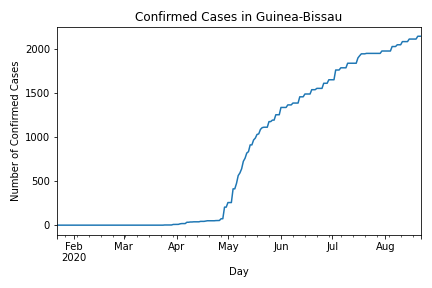 Confirmed Cases in Guinea-Bissau
Number of Confirmed Cases
2000
1500
1000
500
0
Feb Mar Apr May Jun Jul Aug
2020
Day